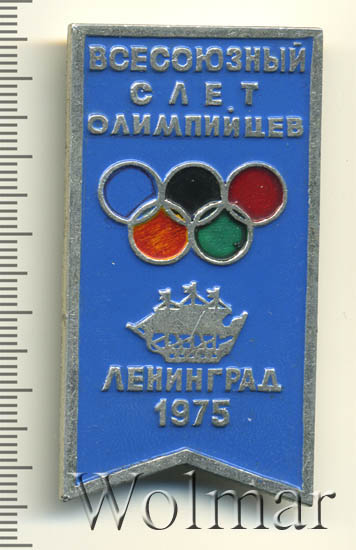 ВСЕСОЮЗНЫЙ
СЛЕТ
ОЛИМПИЙЦЕВ
ЛЕНИНГРАД
1975
Wolmar